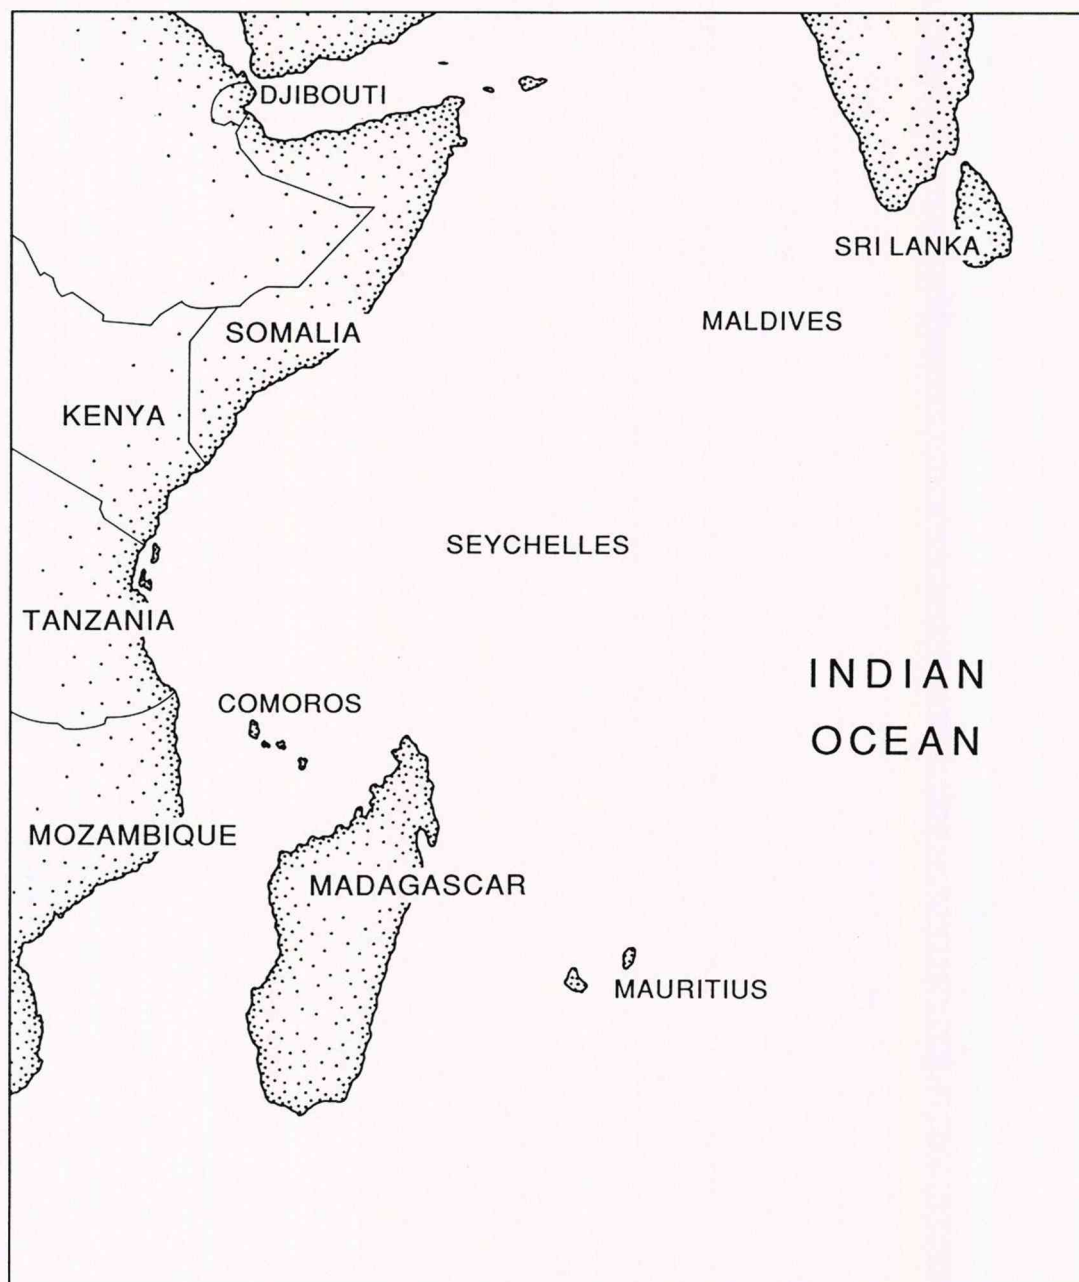 DJIBOUTI
SRI LANKA
MALDIVES
SOMALIA
KENYA
SEYCHELLES
TANZANIA
INDIAN
OCEAN
COMOROS
MOZAMBIQUE
MADAGASCAR
MAURITIUS